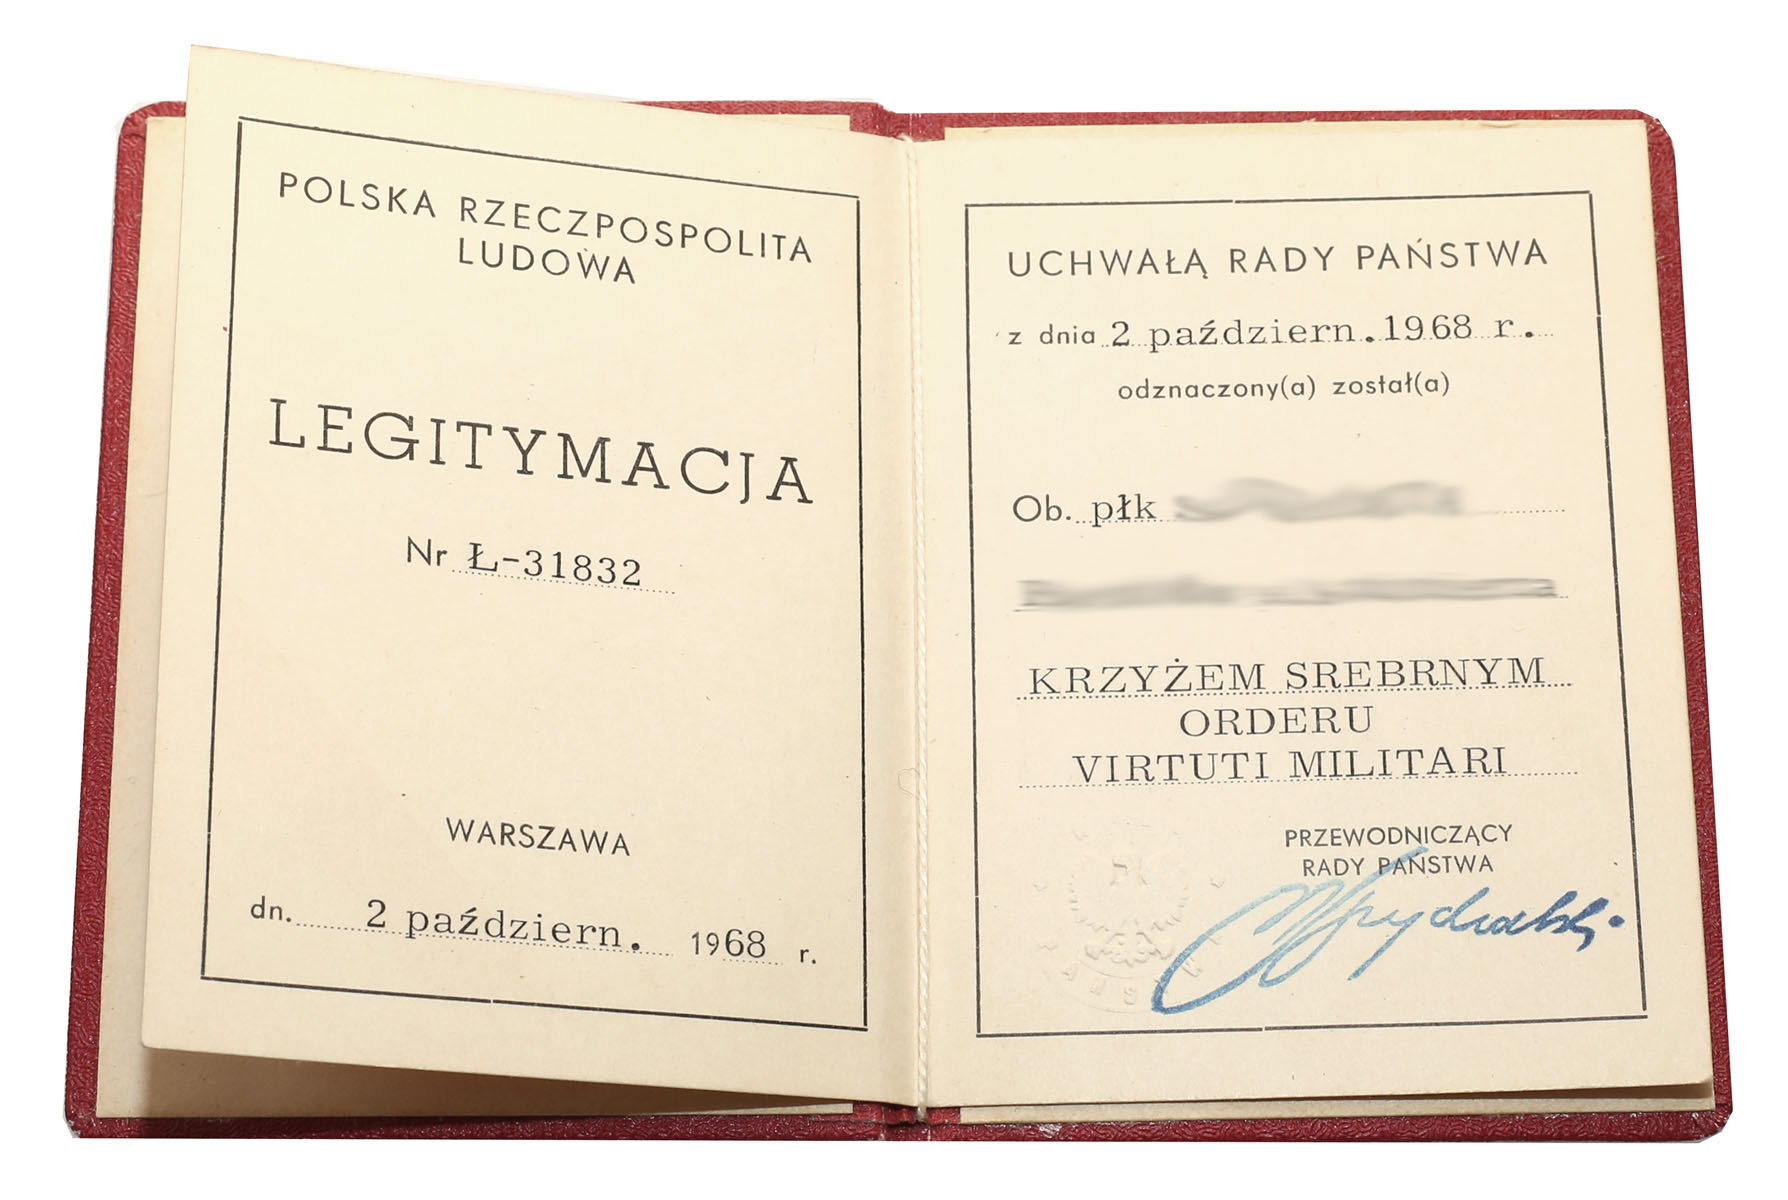 POLSKA RZECZPOSPOLITA
LUDOWA
LEGITYMACJA
Nr Ł-31832
WARSZAWA
dn. 2 październ. 1968 r.
UCHWAŁĄ RADY PAŃSTWA
z dnia 2 październ. 1968 r.
odznaczony(a) został(a)
Ob. płk
KRZYŻEM SREBRNYM
ORDERU
VIRTUTI MILITARI
PRZEWODNICZĄCY
RADY PAŃSTWA